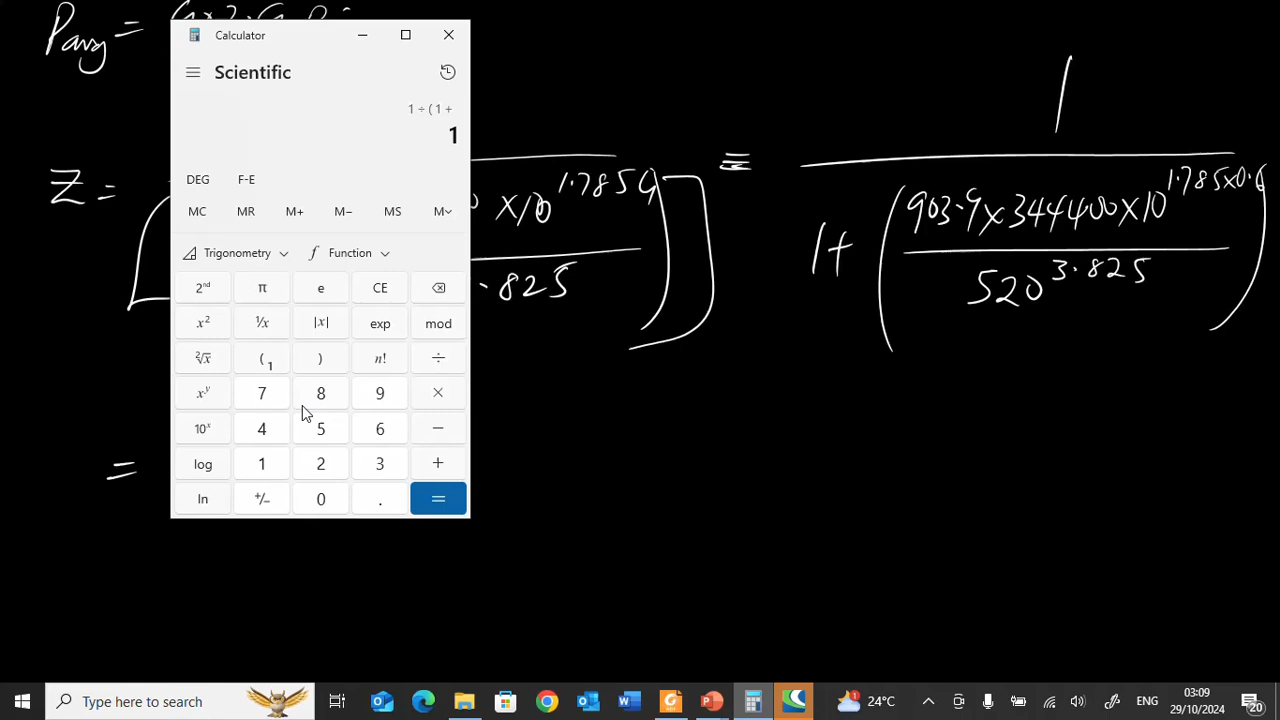 Pavg =
Calculator
Scientific
1 ÷ ( 1 +
1
DEG F-E
MC MR M+ M− MS M
Trigonometry Function
2nd π e CE
x² ¹/x |x| exp mod
²√x ( 1 ) n! ÷
xʸ 7 8 9 ×
10ˣ 4 5 6 −
log 1 2 3 +
ln +/− 0 . =
Z =
x10^1.785G
.825
=
1
1+ (903.9x344400x10^1.785x0.6
520^3.825)
=
Type here to search
24°C
ENG
03:09
29/10/2024
20